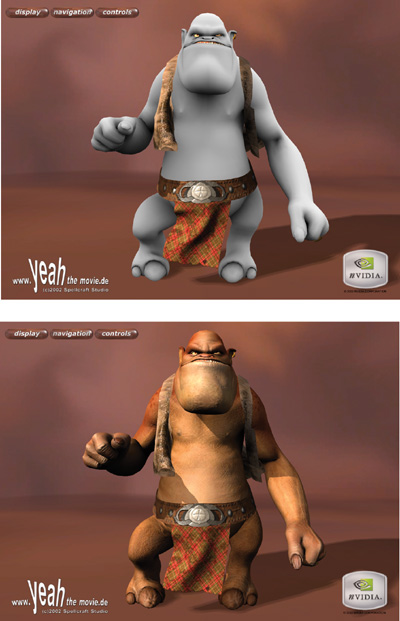 display navigation controls
www.yeah the movie.de
(c)2002 Spellcraft Studio
nVIDIA.
display navigation controls
www.yeah the movie.de
(c)2002 Spellcraft Studio
nVIDIA.